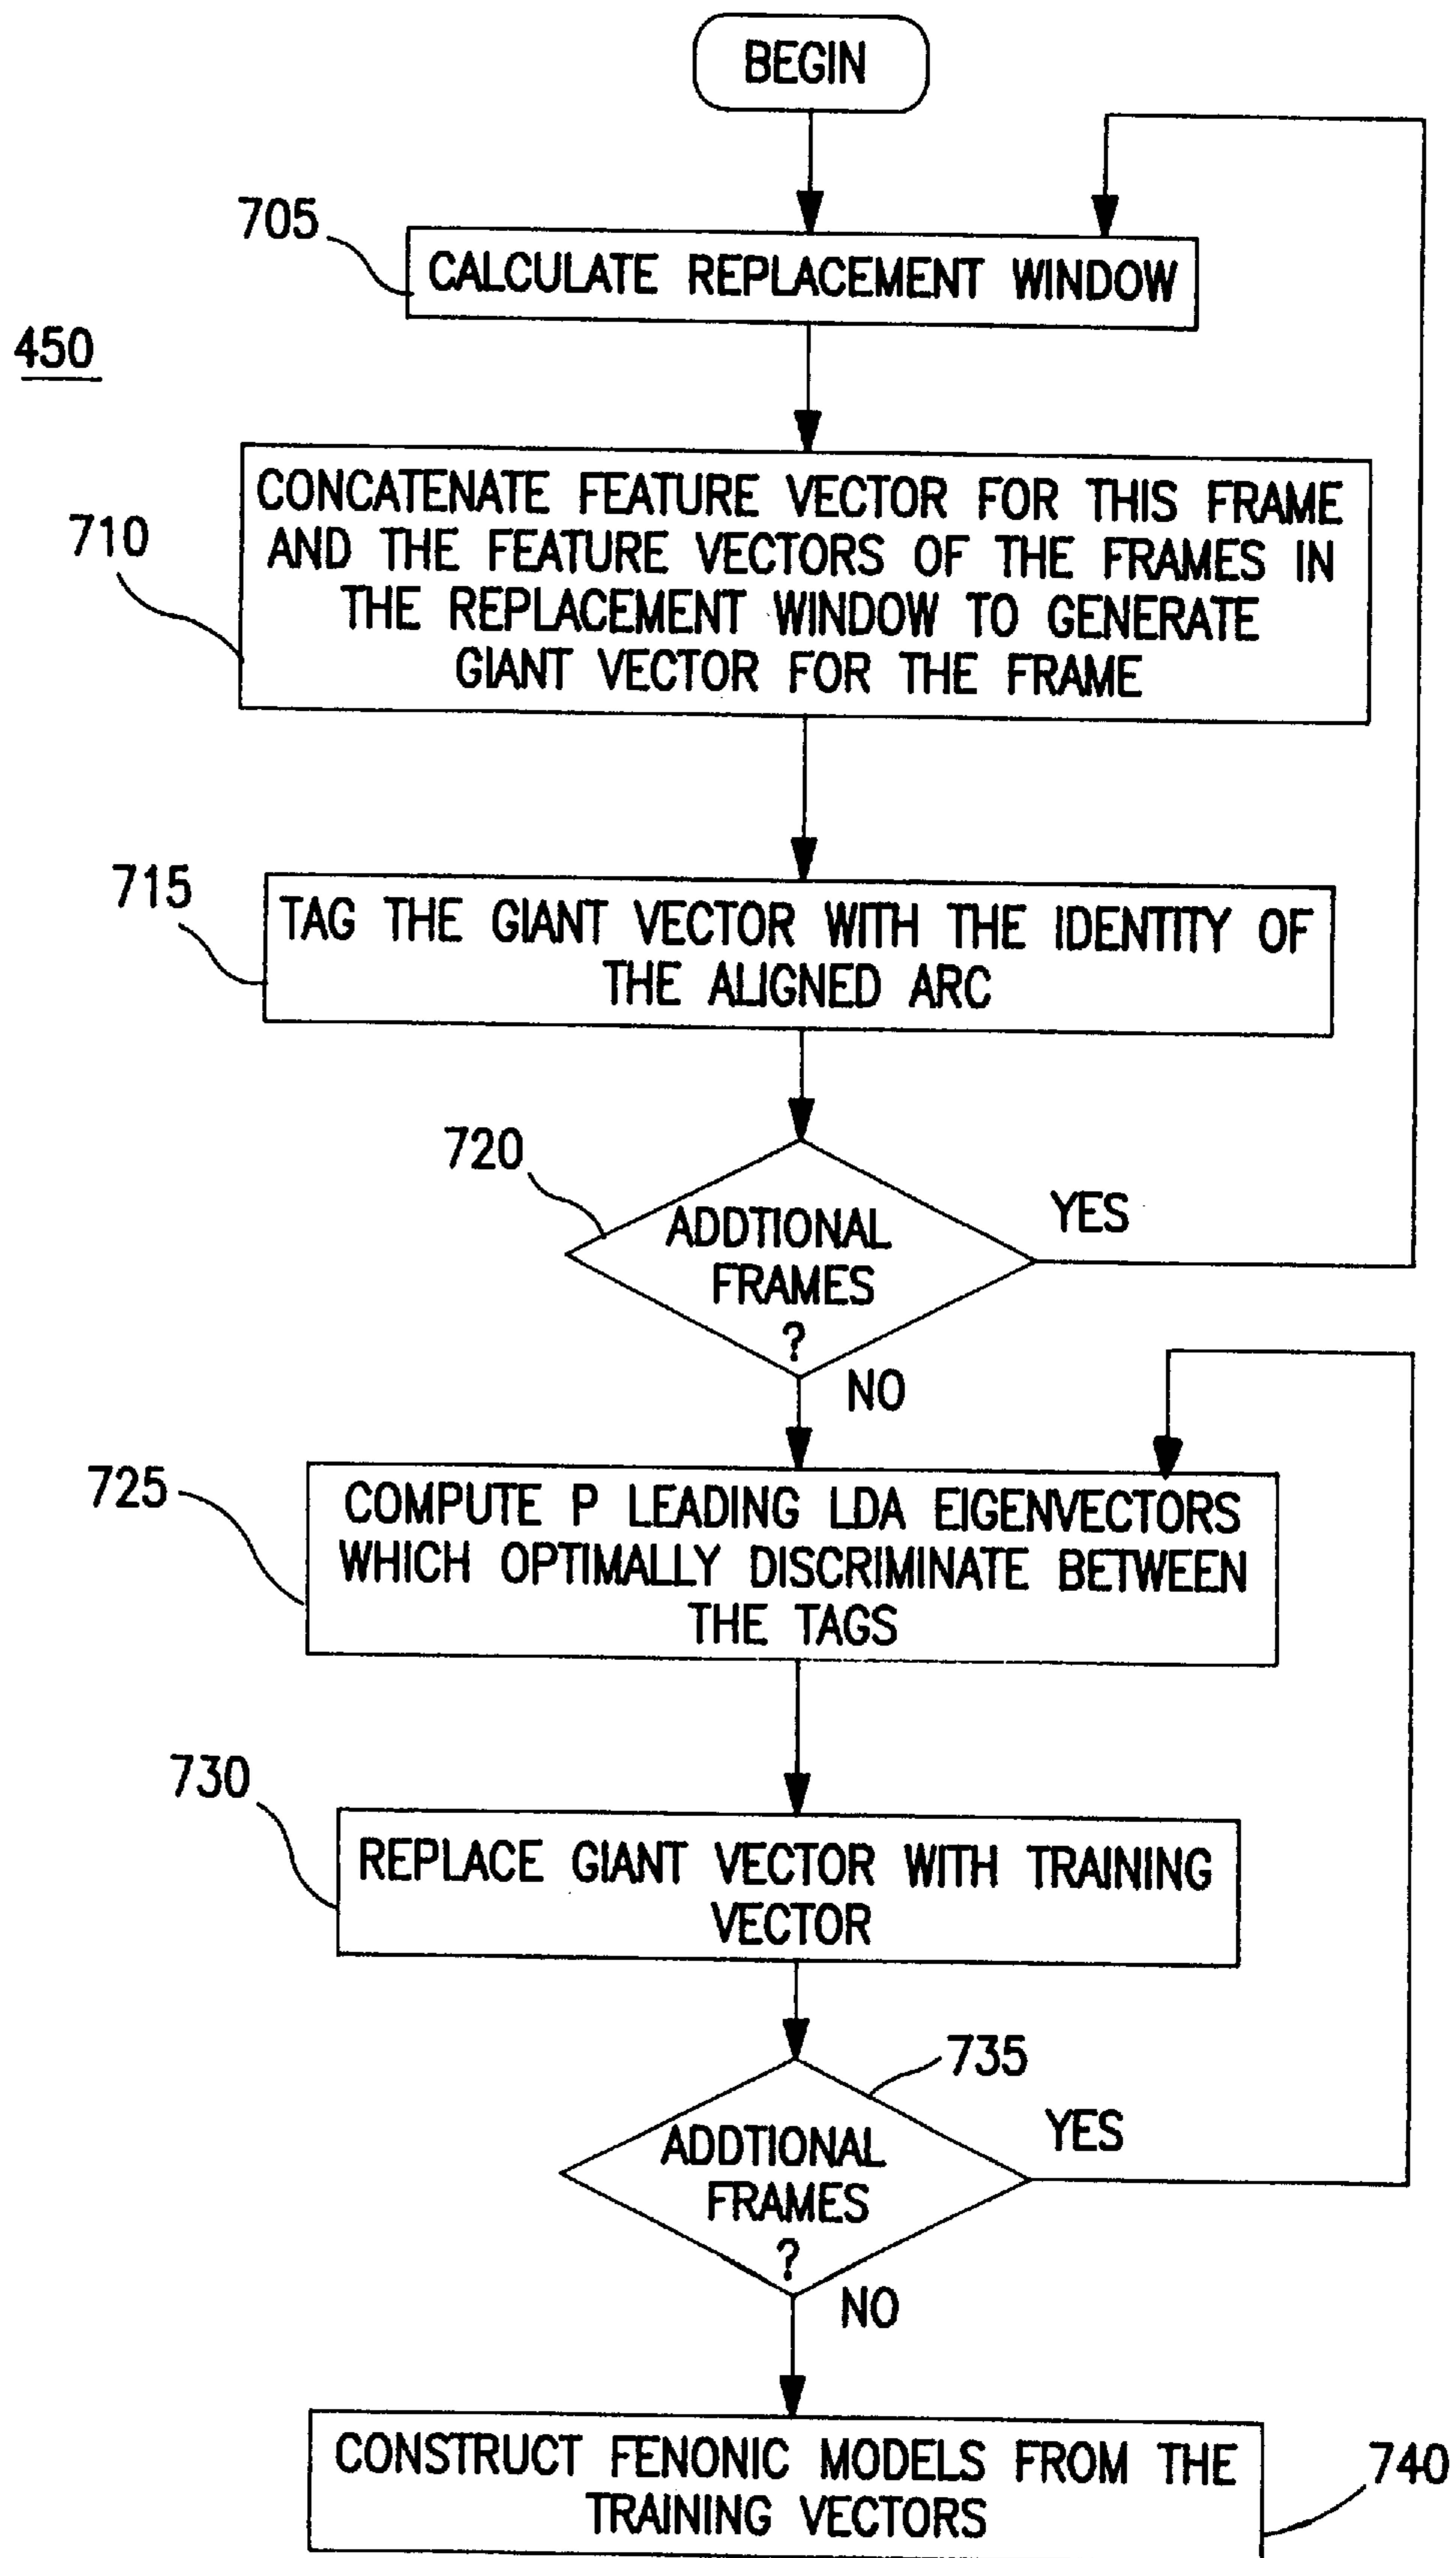 BEGIN
705
CALCULATE REPLACEMENT WINDOW
450
CONCATENATE FEATURE VECTOR FOR THIS FRAME
AND THE FEATURE VECTORS OF THE FRAMES IN
THE REPLACEMENT WINDOW TO GENERATE
GIANT VECTOR FOR THE FRAME
710
715
TAG THE GIANT VECTOR WITH THE IDENTITY OF
THE ALIGNED ARC
720
ADDTIONAL
FRAMES
?
YES
NO
725
COMPUTE P LEADING LDA EIGENVECTORS
WHICH OPTIMALLY DISCRIMINATE BETWEEN
THE TAGS
730
REPLACE GIANT VECTOR WITH TRAINING
VECTOR
735
ADDTIONAL
FRAMES
?
YES
NO
CONSTRUCT FENONIC MODELS FROM THE
TRAINING VECTORS
740